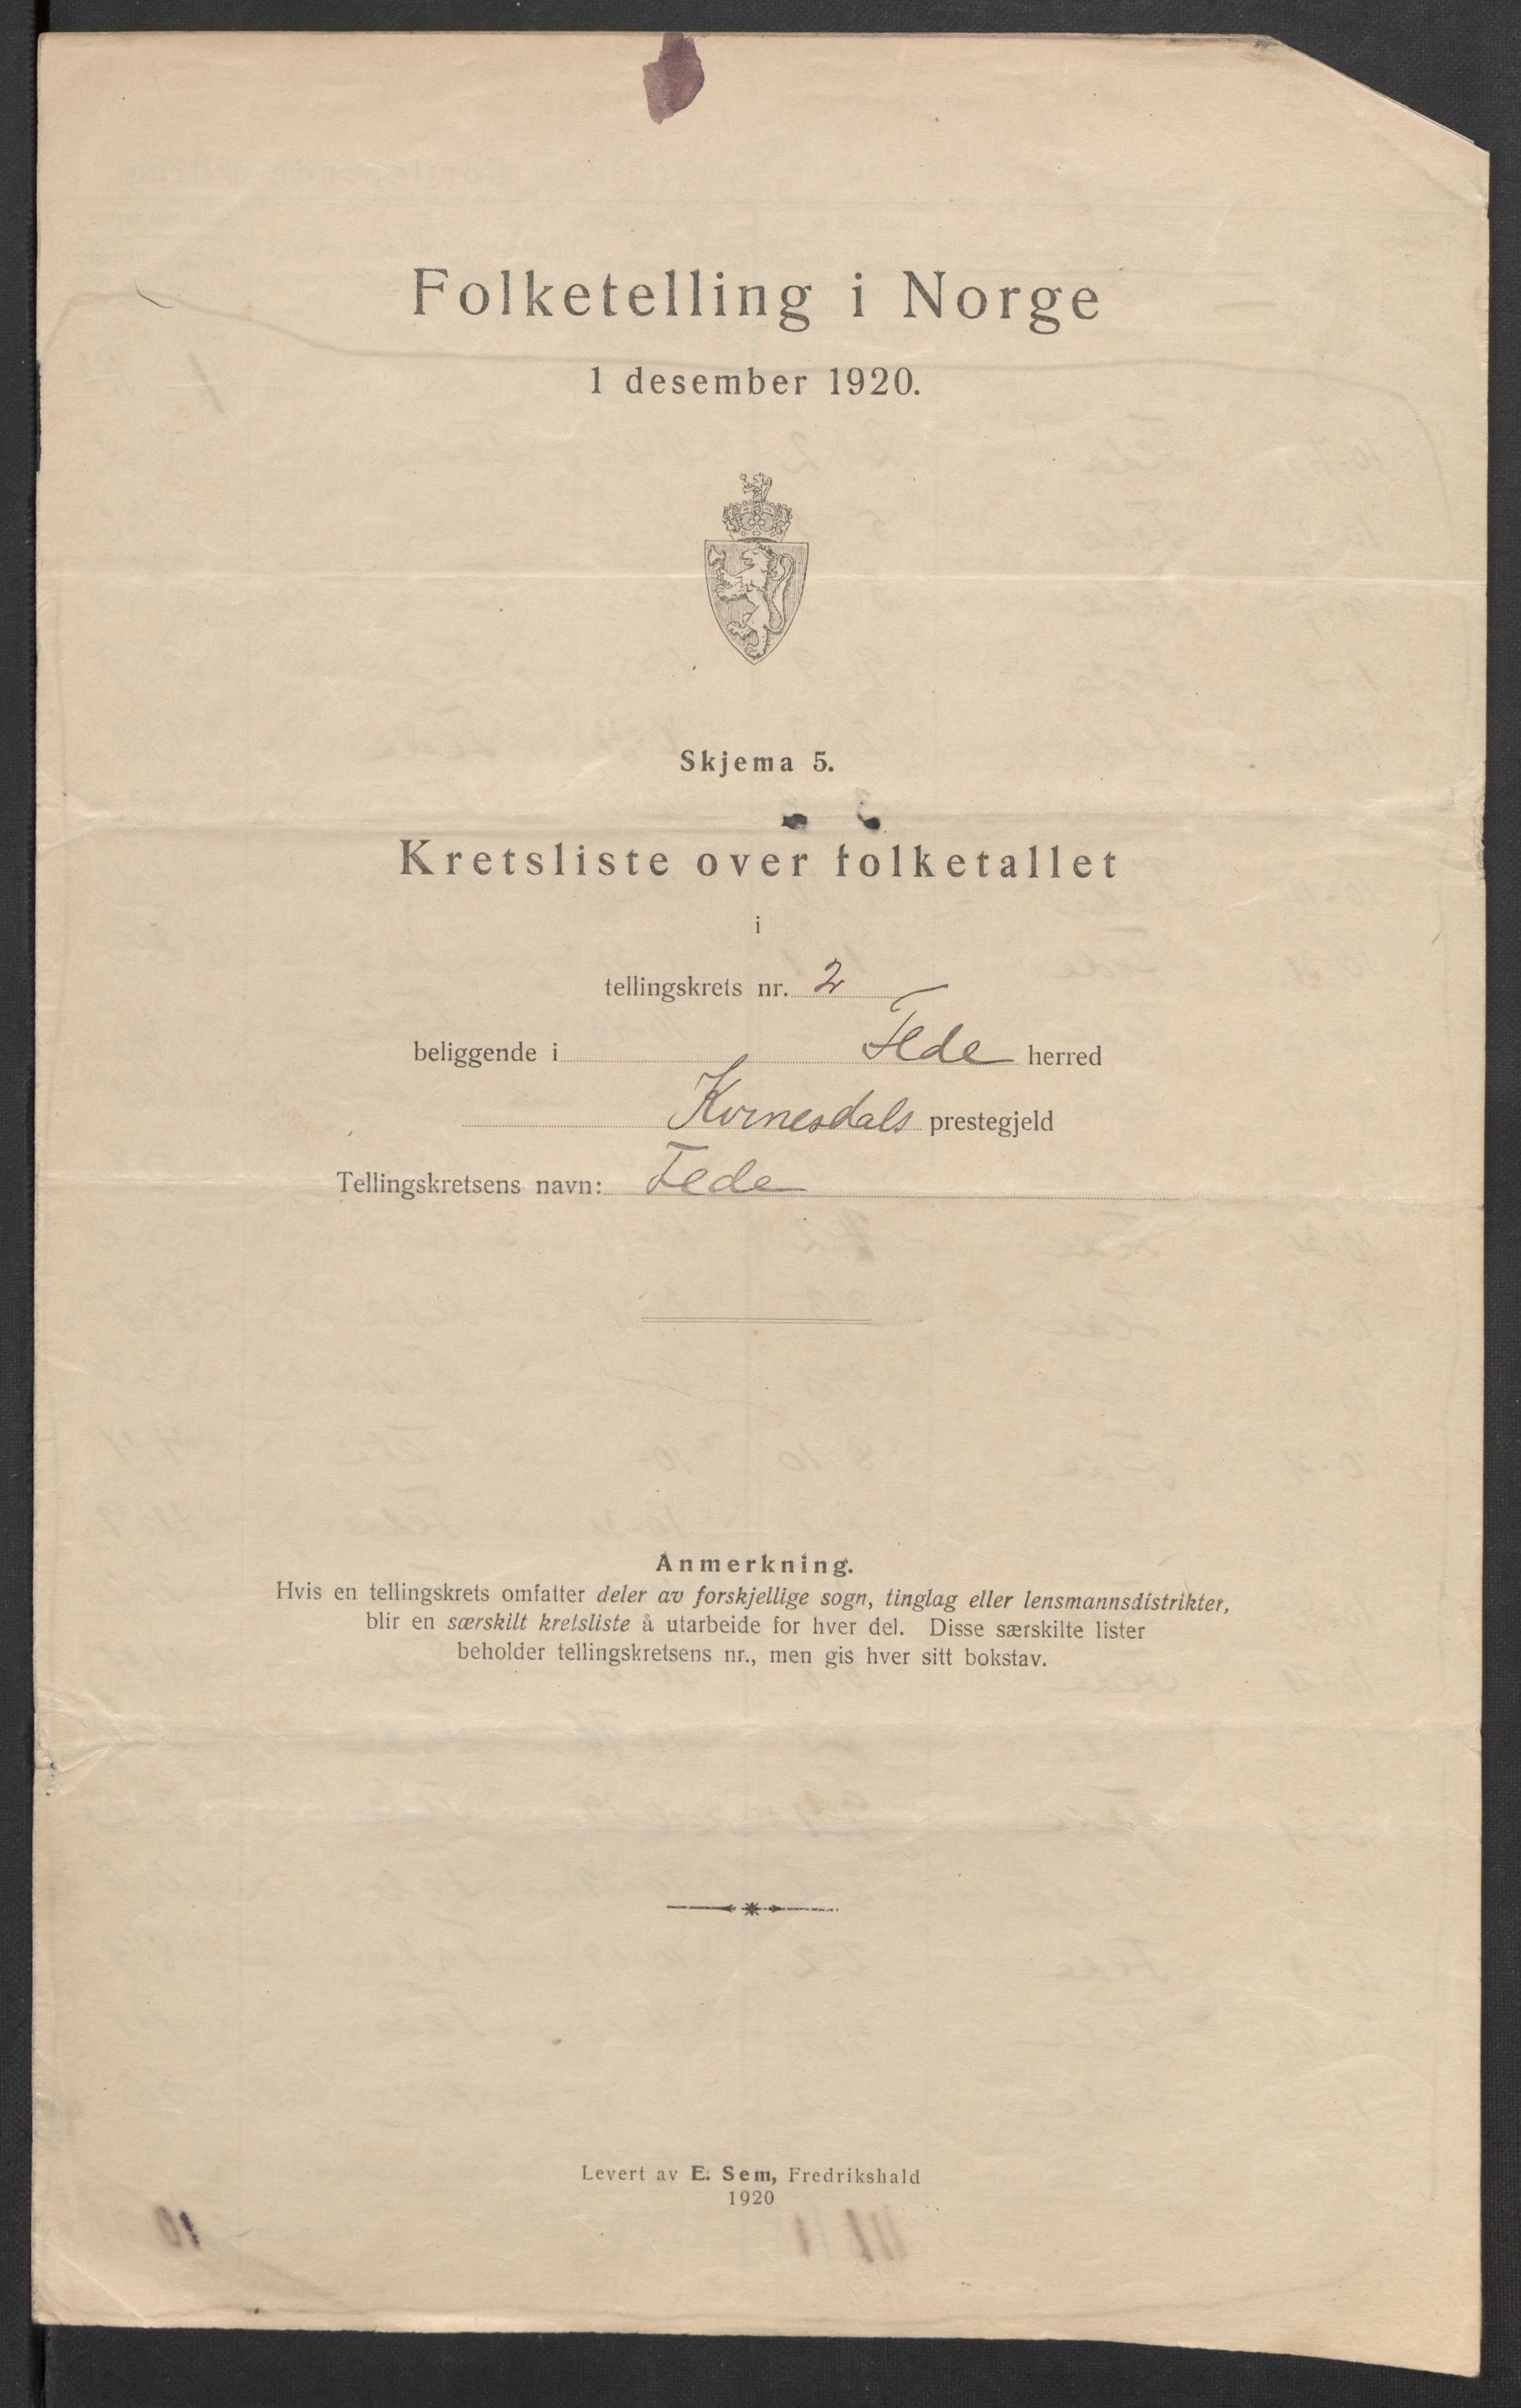 Folketelling i Norge
1 desember 1920.
Skjema 5.
Kretsliste over folketallet
i
tellingskrets nr. 2
beliggende i Fede herred
Kvinesdals prestegjeld
Tellingskretsens navn: Fede
Anmerkning.
Hvis en tellingskrets omfatter deler av forskjellige sogn, tinglag eller lensmannsdistrikter,
blir en særskilt kretsliste å utarbeide for hver del. Disse særskilte lister
beholder tellingskretsens nr., men gis hver sitt bokstav.
Levert av E. Sem, Fredrikshald
1920